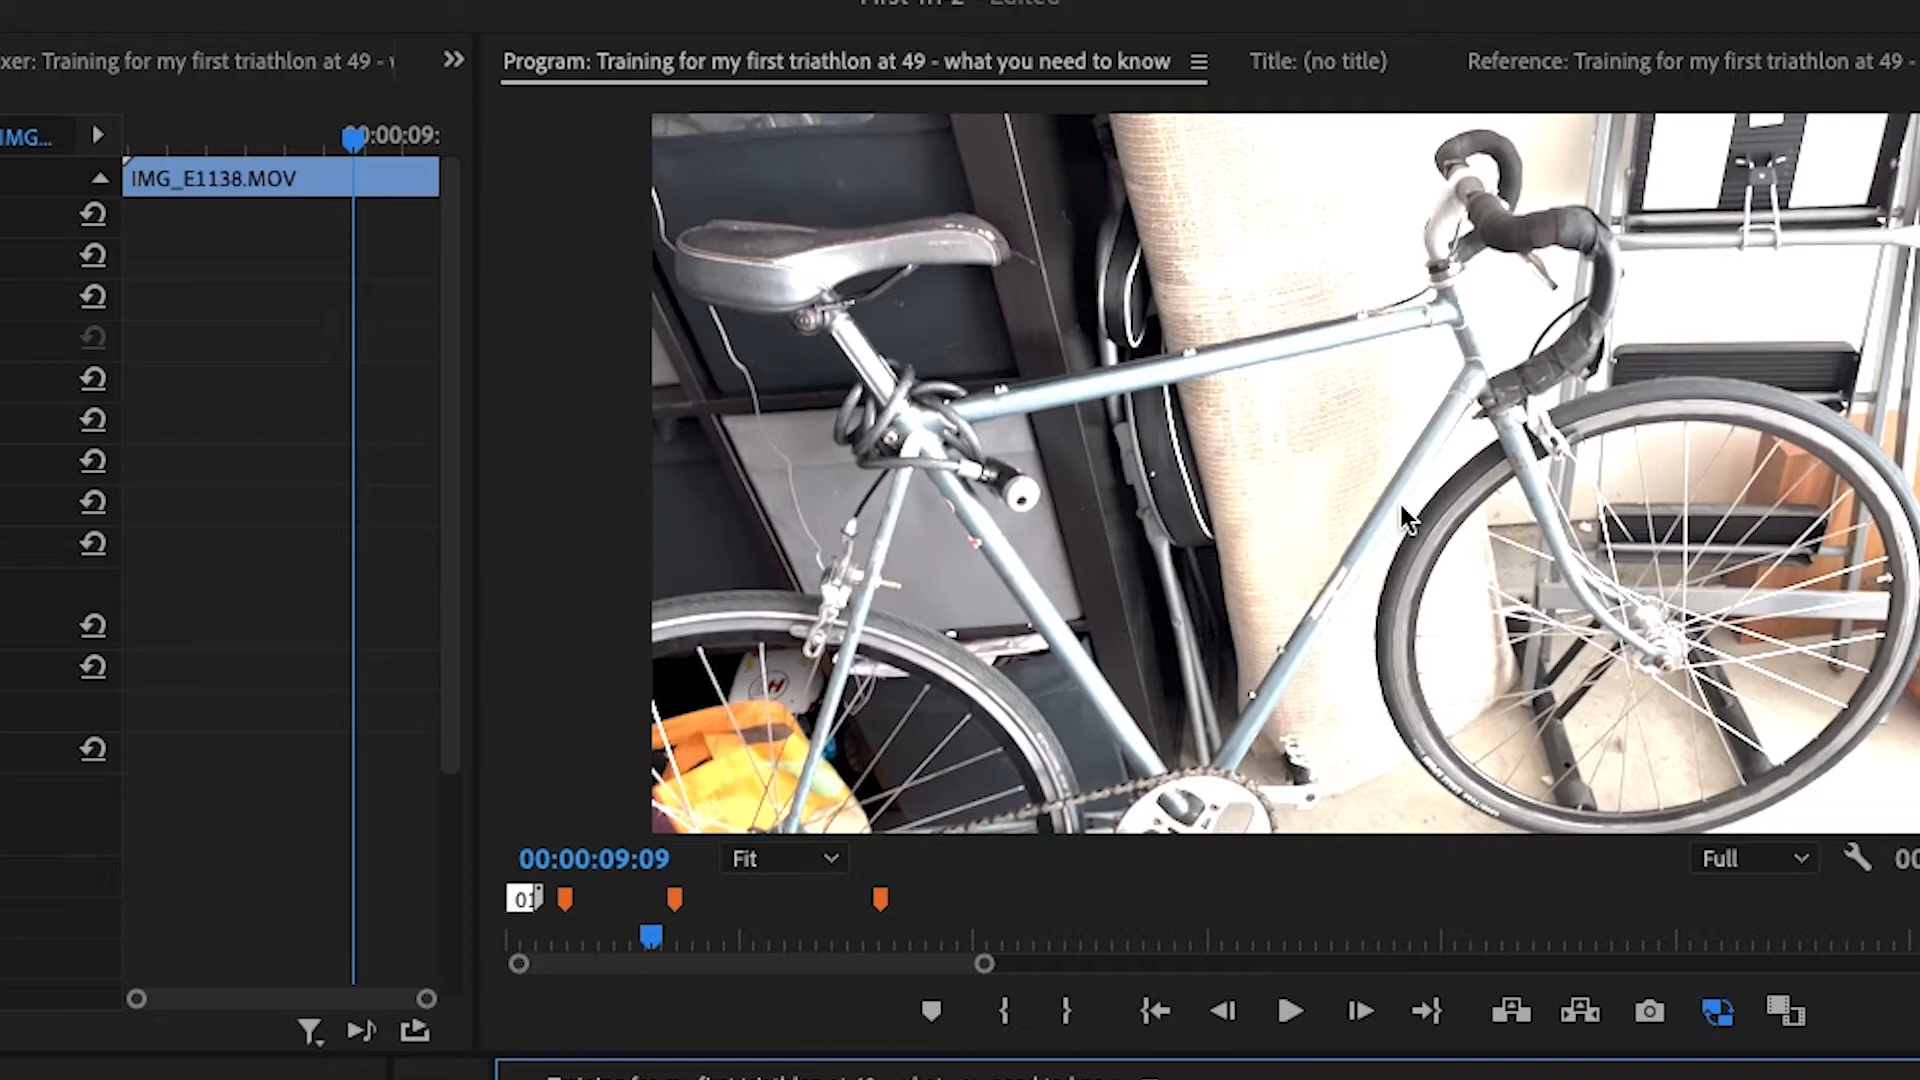 xer: Training for my first triathlon at 49 -
Program: Training for my first triathlon at 49 - what you need to know
Title: (no title)
Reference: Training for my first triathlon at 49 -
IMG...
:00:09:
IMG_E1138.MOV
00:00:09:09
Fit
Full
00
01